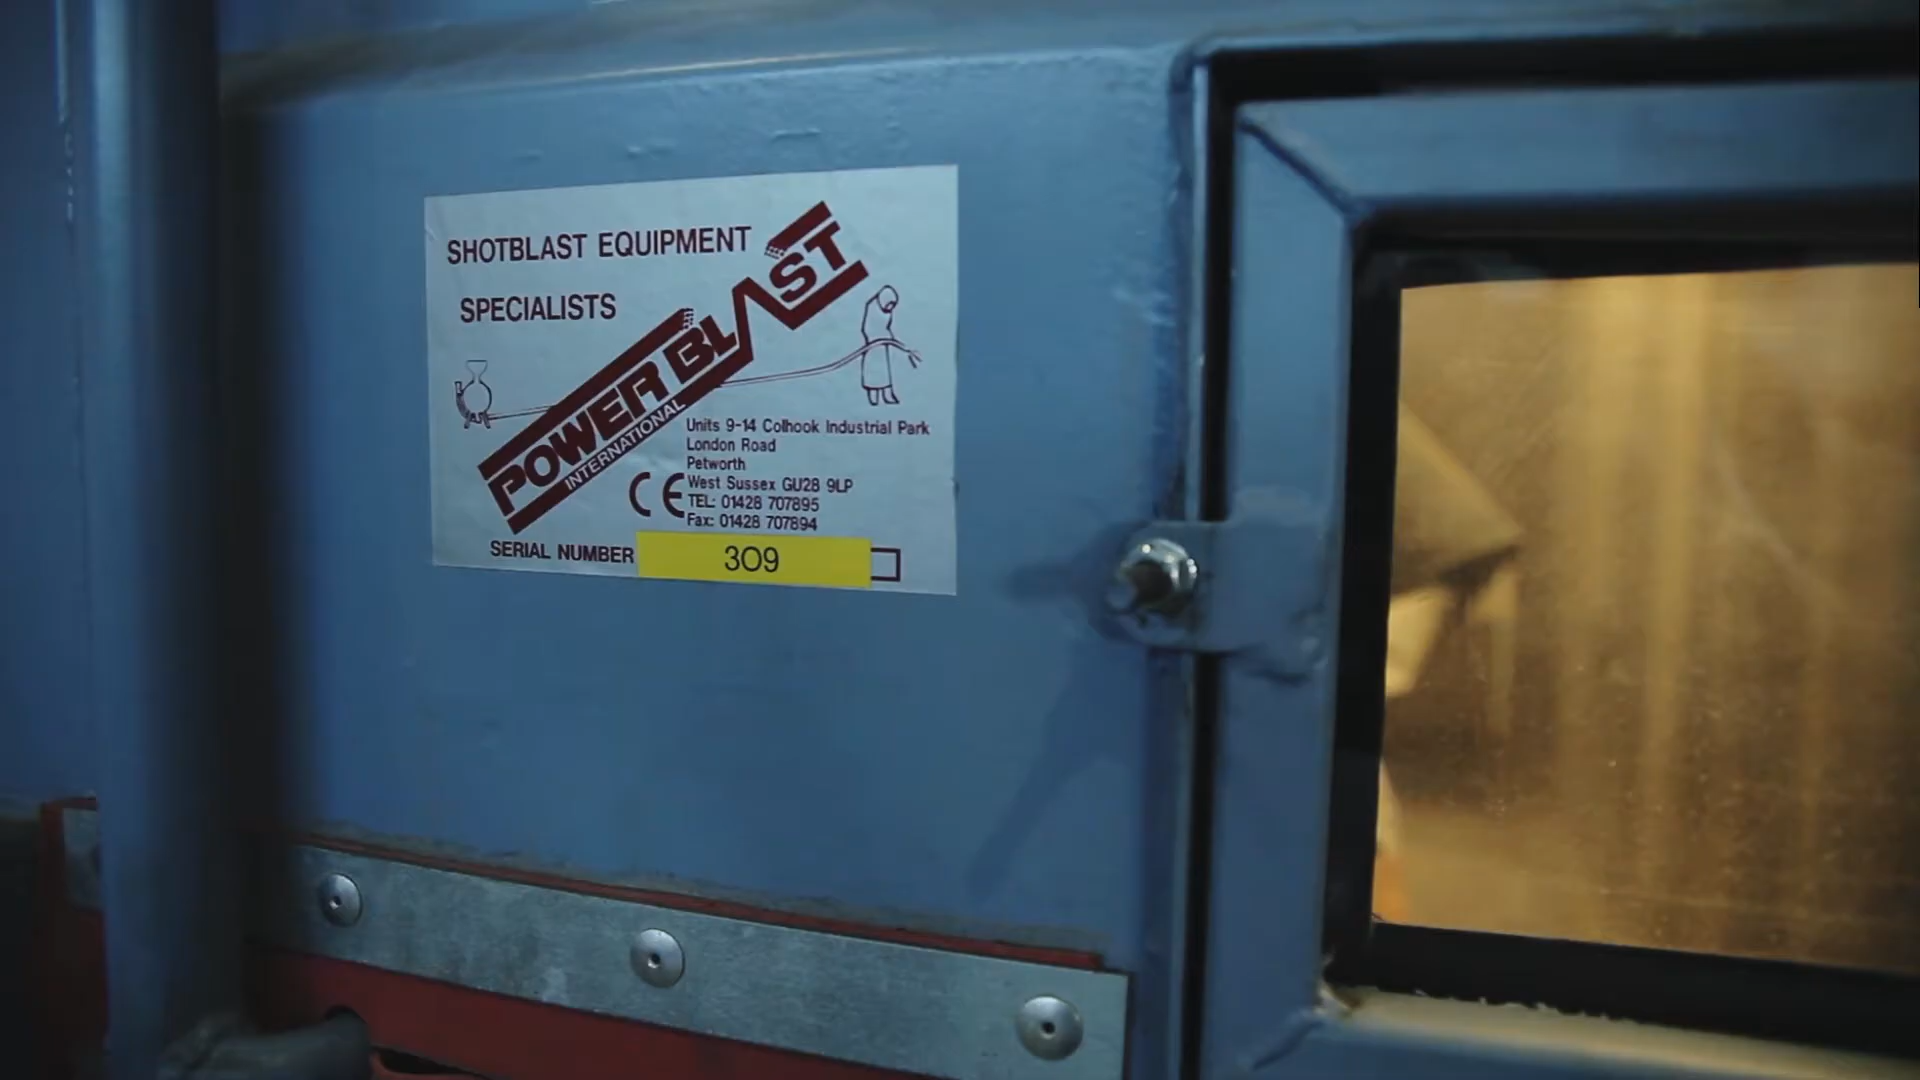 SHOTBLAST EQUIPMENT
SPECIALISTS
POWER BLAST
INTERNATIONAL
Units 9-14 Colhook Industrial Park
London Road
Petworth
West Sussex GU28 9LP
TEL: 01428 707895
Fax: 01428 707894
CE
SERIAL NUMBER 309